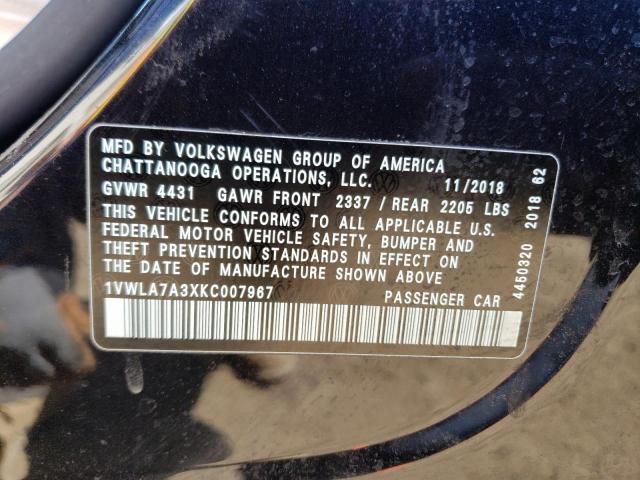 MFD BY VOLKSWAGEN GROUP OF AMERICA
CHATTANOOGA OPERATIONS, LLC. 11/2018
GVWR 4431 GAWR FRONT 2337 / REAR 2205 LBS
THIS VEHICLE CONFORMS TO ALL APPLICABLE U.S.
FEDERAL MOTOR VEHICLE SAFETY, BUMPER AND
THEFT PREVENTION STANDARDS IN EFFECT ON
THE DATE OF MANUFACTURE SHOWN ABOVE
1VWLA7A3XKC007967 PASSENGER CAR
4460320 2018 62